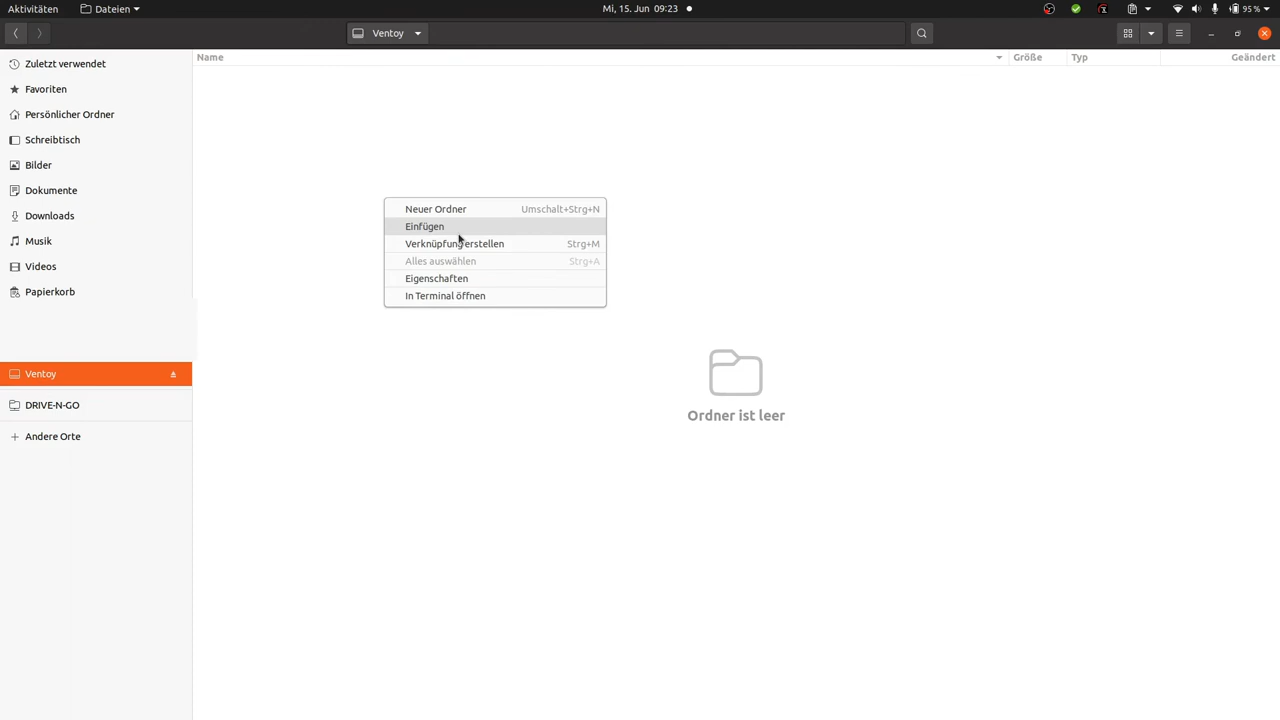 Aktivitäten Dateien Mi, 15. Jun 09:23 95 %
Ventoy
Name Größe Typ Geändert
Zuletzt verwendet
Favoriten
Persönlicher Ordner
Schreibtisch
Bilder
Dokumente
Downloads
Musik
Videos
Papierkorb
Ventoy
DRIVE-N-GO
Andere Orte
Neuer Ordner Umschalt+Strg+N
Einfügen
Verknüpfung erstellen Strg+M
Alles auswählen Strg+A
Eigenschaften
In Terminal öffnen
Ordner ist leer